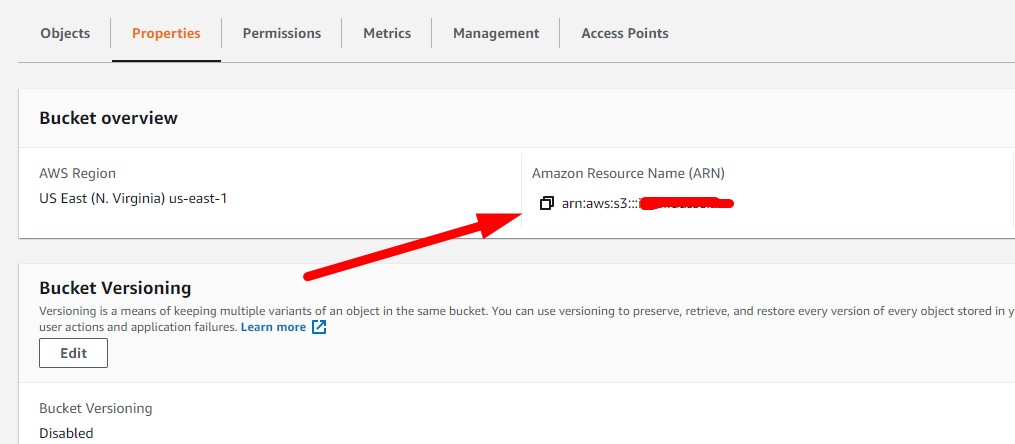 Objects Properties Permissions Metrics Management Access Points
Bucket overview
AWS Region
US East (N. Virginia) us-east-1
Amazon Resource Name (ARN)
arn:aws:s3:::
Bucket Versioning
Versioning is a means of keeping multiple variants of an object in the same bucket. You can use versioning to preserve, retrieve, and restore every version of every object stored in y
user actions and application failures. Learn more
Edit
Bucket Versioning
Disabled